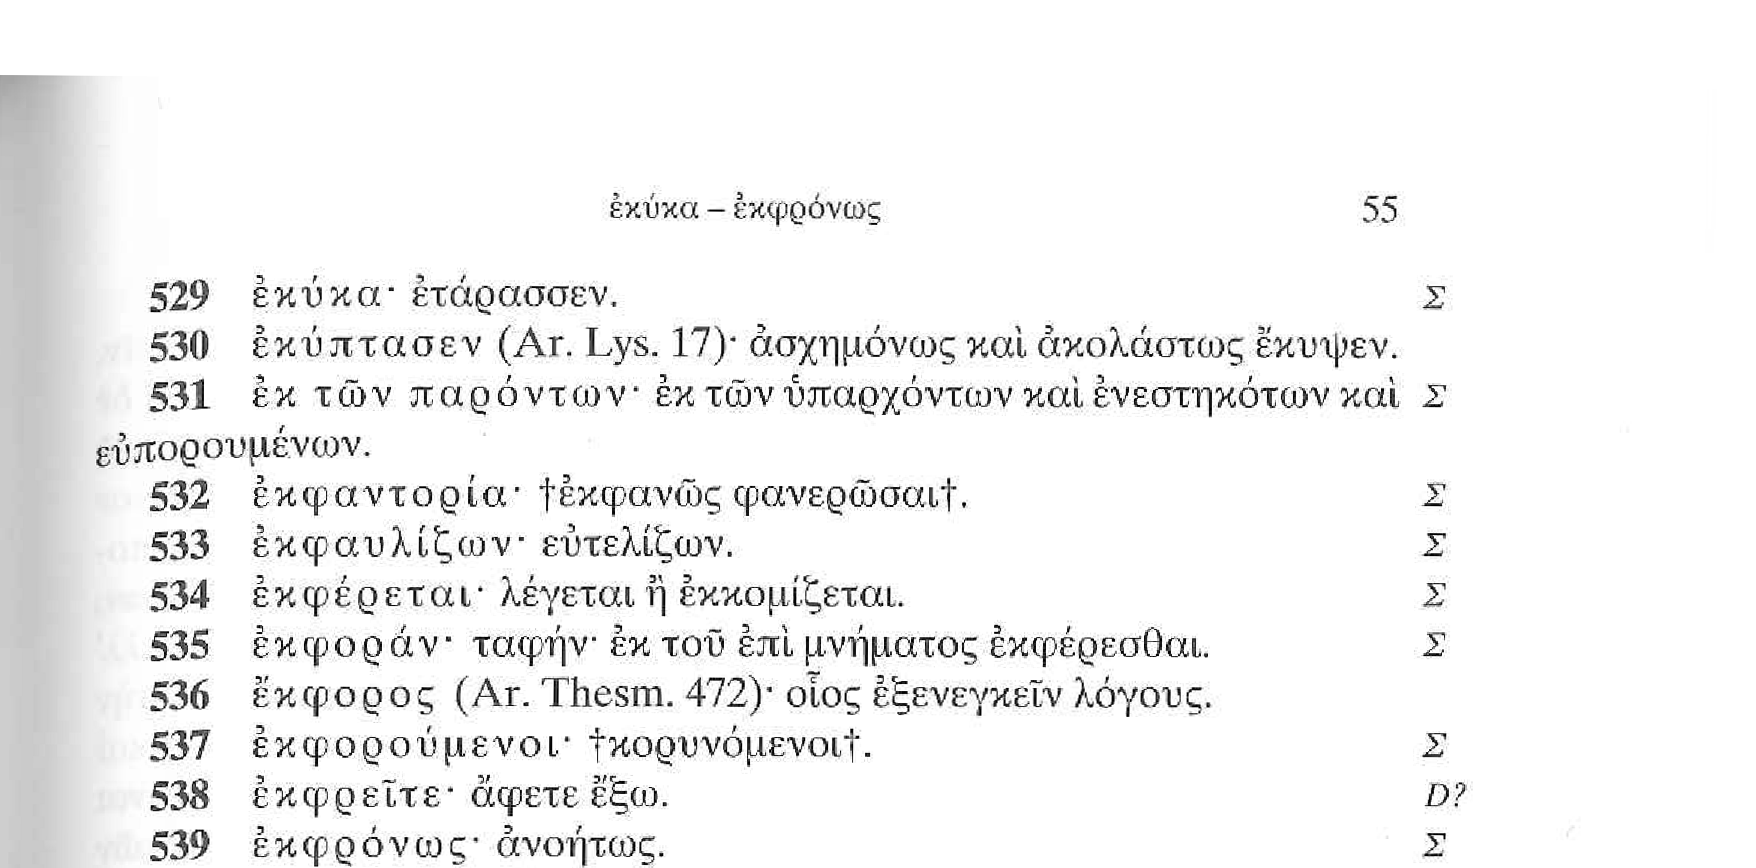 ἐκύκα – ἐκφρόνως 55
529 ἐκύκα· ἐτάρασσεν. Σ
530 ἐκύπτασεν (Ar. Lys. 17)· ἀσχημόνως καὶ ἀκολάστως ἔκυψεν.
531 ἐκ τῶν παρόντων· ἐκ τῶν ὑπαρχόντων καὶ ἐνεστηκότων καὶ Σ
εὐπορουμένων.
532 ἐκφαντορία· †ἐκφανῶς φανερῶσαι†. Σ
533 ἐκφαυλίζων· εὐτελίζων. Σ
534 ἐκφέρεται· λέγεται ἢ ἐκκομίζεται. Σ
535 ἐκφοράν· ταφήν· ἐκ τοῦ ἐπὶ μνήματος ἐκφέρεσθαι. Σ
536 ἔκφορος (Ar. Thesm. 472)· οἷος ἐξενεγκεῖν λόγους.
537 ἐκφορούμενοι· †κορυνόμενοι†. Σ
538 ἐκφρεῖτε· ἄφετε ἔξω. D?
539 ἐκφρόνως· ἀνοήτως. Σ